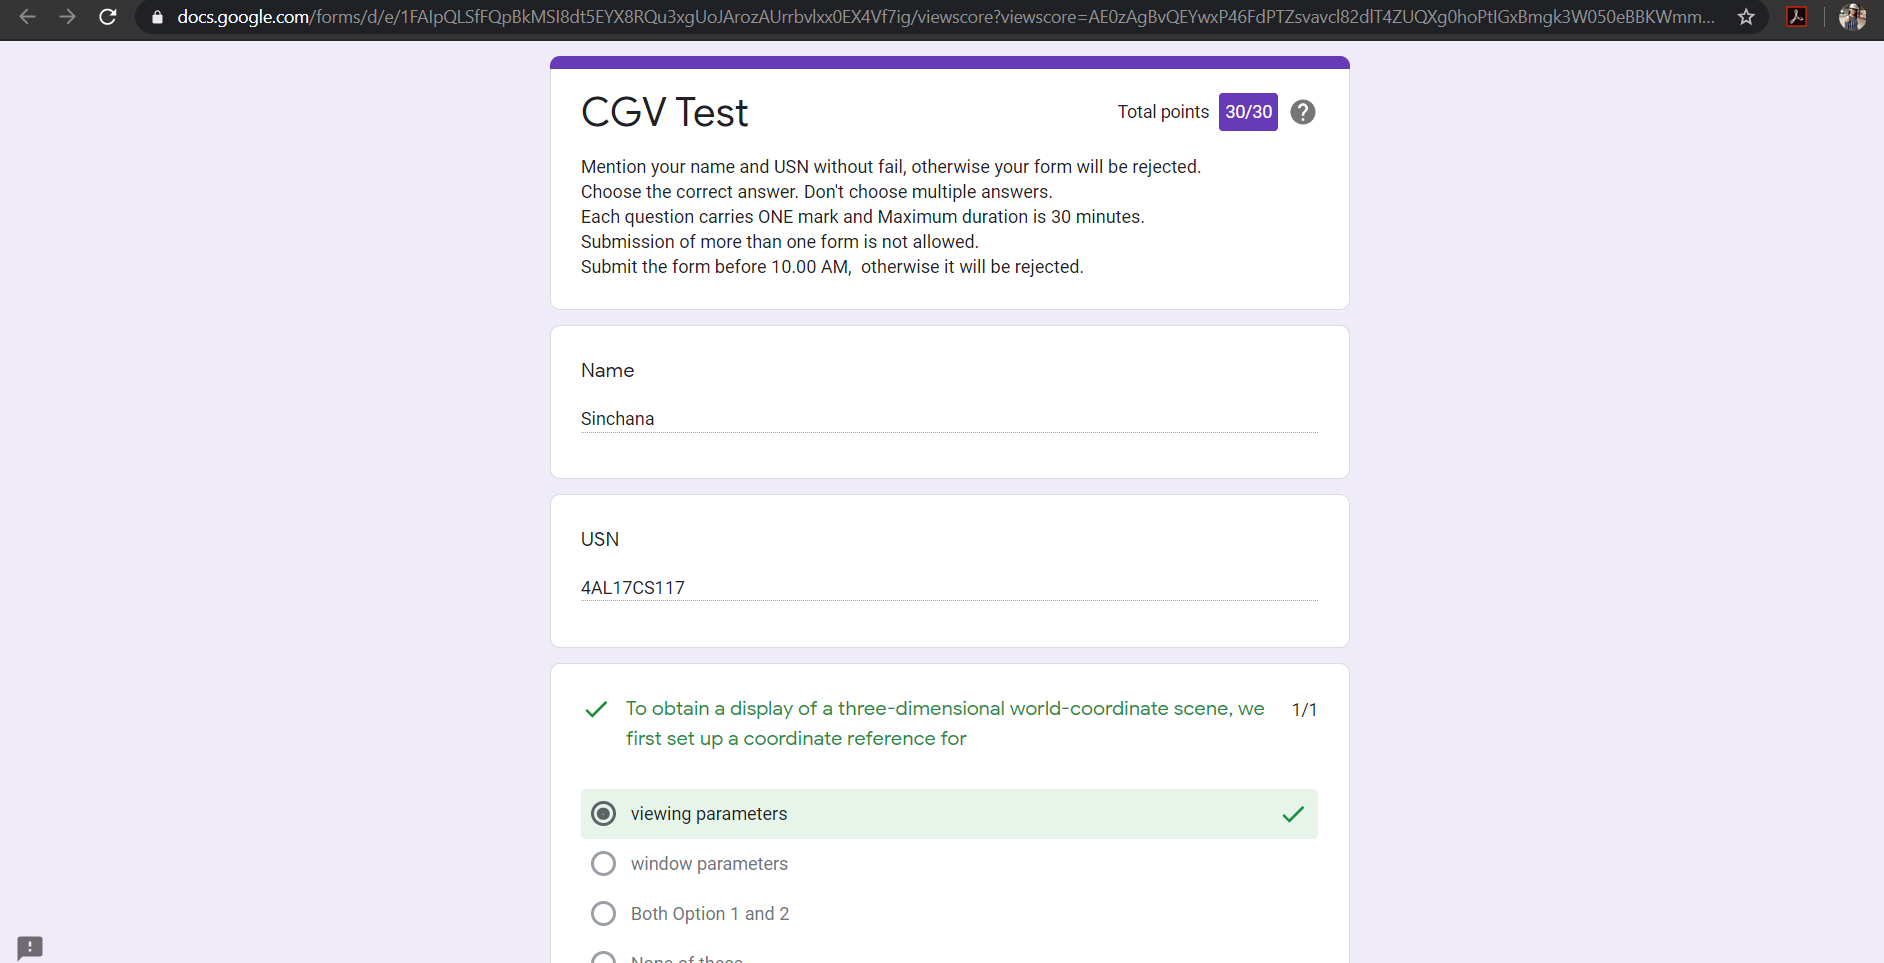 docs.google.com/forms/d/e/1FAIpQLSfFQpBkMSI8dt5EYX8RQu3xgUoJArozAUrrbvlxx0EX4Vf7ig/viewscore?viewscore=AE0zAgBvQEYwxP46FdPTZsvavcl82dlT4ZUQXg0hoPtIGxBmgk3W050eBBKWmm...
CGV Test
Total points 30/30
Mention your name and USN without fail, otherwise your form will be rejected.
Choose the correct answer. Don't choose multiple answers.
Each question carries ONE mark and Maximum duration is 30 minutes.
Submission of more than one form is not allowed.
Submit the form before 10.00 AM,  otherwise it will be rejected.
Name
Sinchana
USN
4AL17CS117
To obtain a display of a three-dimensional world-coordinate scene, we 1/1
first set up a coordinate reference for
viewing parameters
window parameters
Both Option 1 and 2
None of these